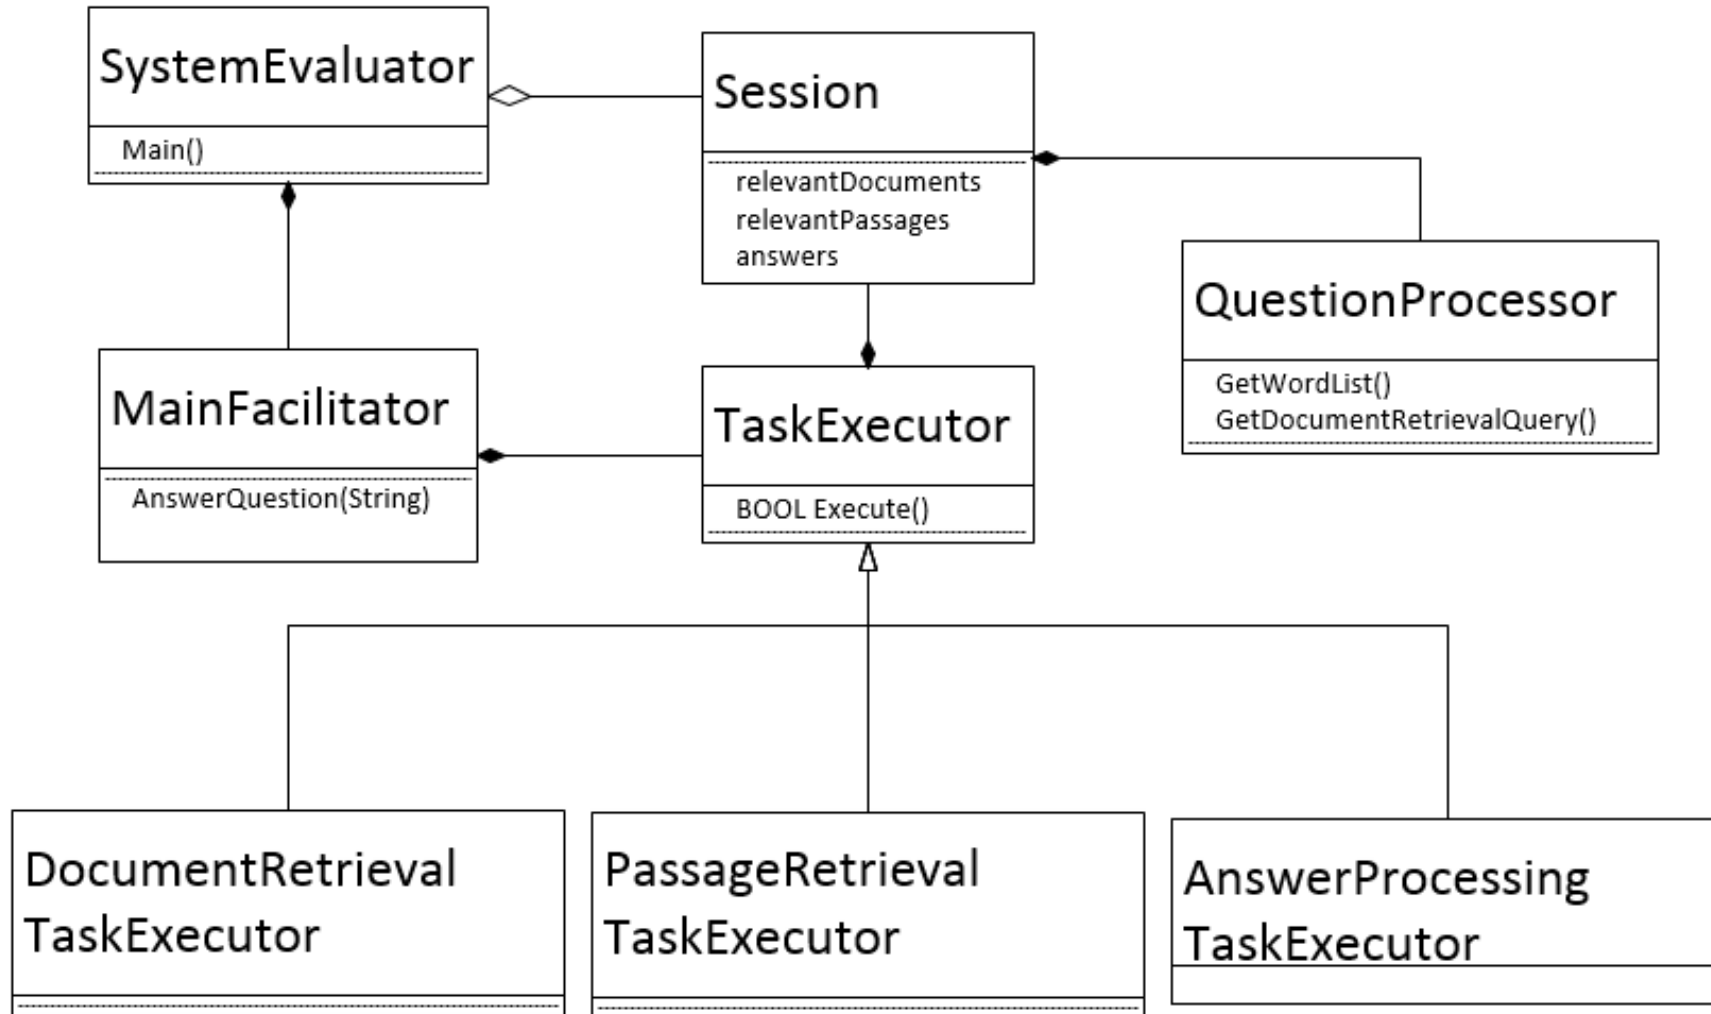 SystemEvaluator
Main()
Session
relevantDocuments
relevantPassages
answers
QuestionProcessor
GetWordList()
GetDocumentRetrievalQuery()
MainFacilitator
AnswerQuestion(String)
TaskExecutor
BOOL Execute()
DocumentRetrieval
TaskExecutor
PassageRetrieval
TaskExecutor
AnswerProcessing
TaskExecutor